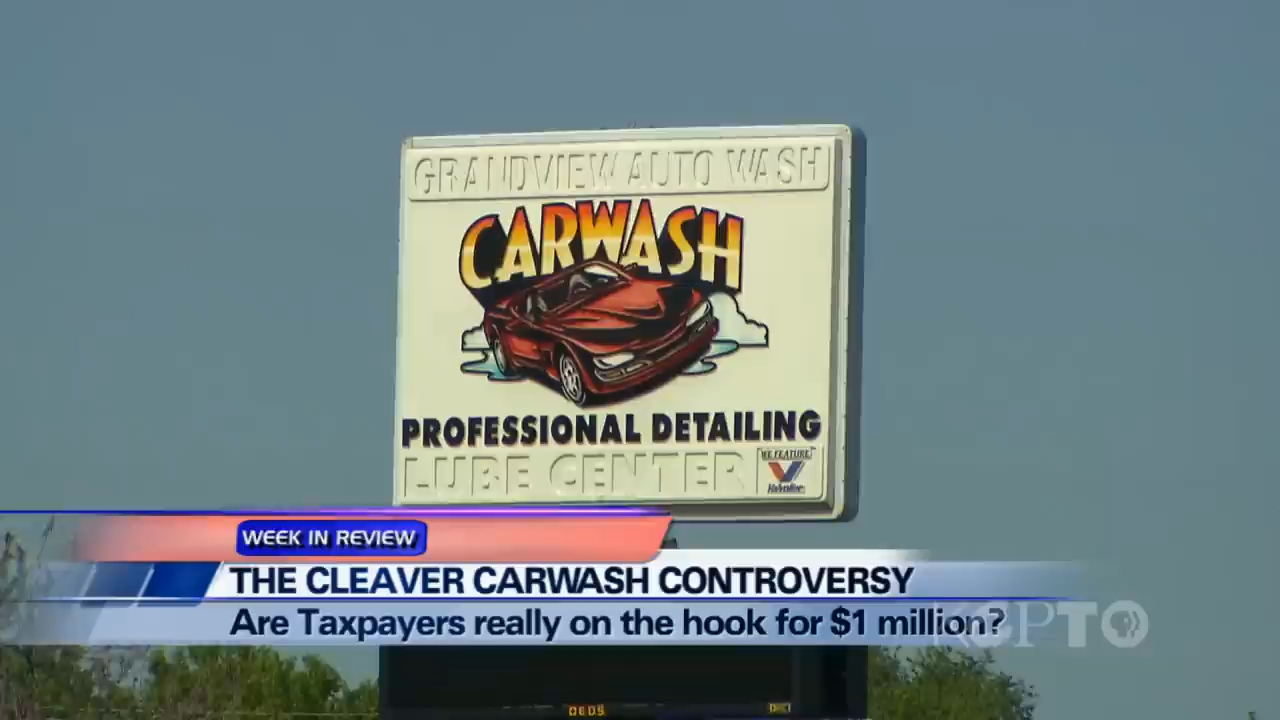 GRANDVIEW AUTO WASH
CARWASH
PROFESSIONAL DETAILING
LUBE CENTER
WE FEATURE
Valvoline
WEEK IN REVIEW
THE CLEAVER CARWASH CONTROVERSY
Are Taxpayers really on the hook for $1 million?
KCPT